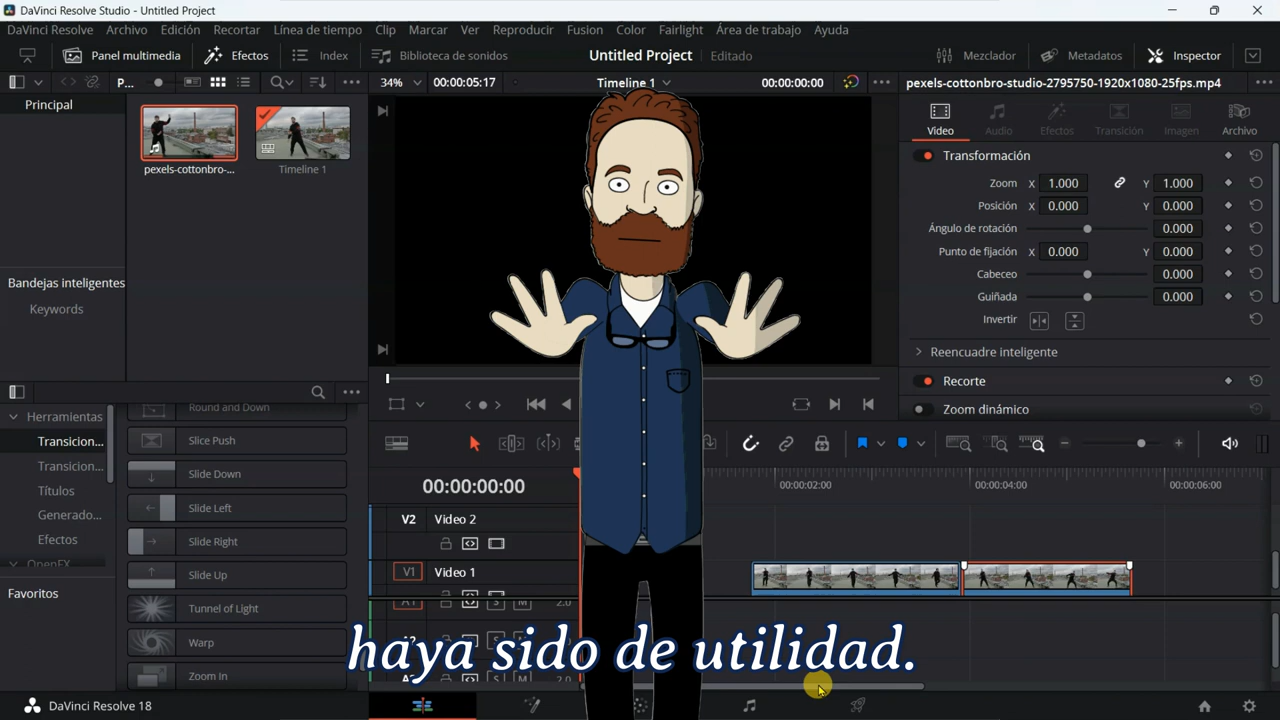 DaVinci Resolve Studio - Untitled Project
DaVinci Resolve Archivo Edición Recortar Línea de tiempo Clip Marcar Ver Reproducir Fusion Color Fairlight Área de trabajo Ayuda
Panel multimedia Efectos Index Biblioteca de sonidos Untitled Project Editado Mezclador Metadatos Inspector
P... 34% 00:00:05:17 Timeline 1 00:00:00:00 pexels-cottonbro-studio-2795750-1920x1080-25fps.mp4
Principal
pexels-cottonbro-... Timeline 1
Video Audio Efectos Transición Imagen Archivo
Transformación
Zoom X 1.000 Y 1.000
Posición X 0.000 Y 0.000
Ángulo de rotación 0.000
Punto de fijación X 0.000 Y 0.000
Cabeceo 0.000
Guiñada 0.000
Invertir
Reencuadre inteligente
Recorte
Zoom dinámico
Bandejas inteligentes
Keywords
Herramientas
Transicion...
Transicion...
Títulos
Generado...
Efectos
OpenFX
Favoritos
Round and Down
Slice Push
Slide Down
Slide Left
Slide Right
Slide Up
Tunnel of Light
Warp
Zoom In
00:00:00:00 00:00:02:00 00:00:04:00 00:00:06:00
V2 Video 2
V1 Video 1
A1 S M 2.0
A2 S M
A3 S M 2.0
haya sido de utilidad.
DaVinci Resolve 18